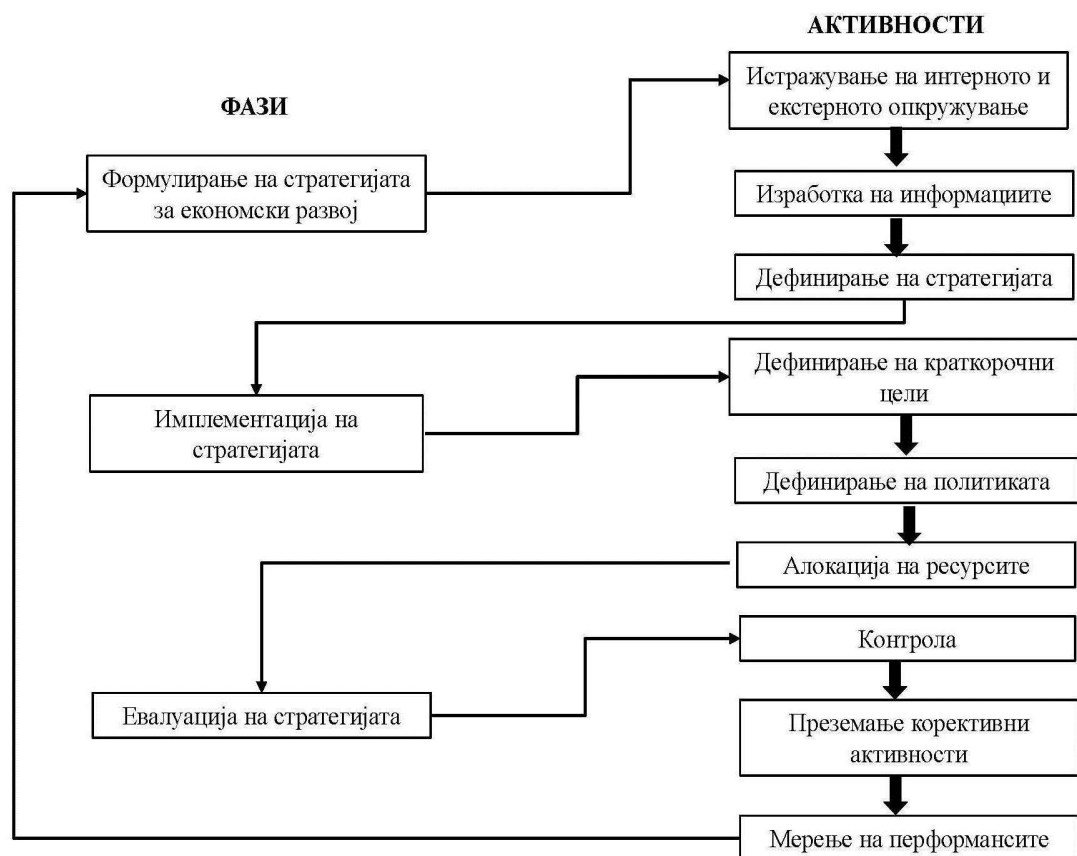 АКТИВНОСТИ
Истражување на интерното и
екстерното опкружување
ФАЗИ
Формулирање на стратегијата
за економски развој
Изработка на информациите
Дефинирање на стратегијата
Дефинирање на краткорочни
цели
Имплементација на
стратегијата
Дефинирање на политиката
Алокација на ресурсите
Контрола
Евалуација на стратегијата
Преземање корективни
активности
Мерење на перформансите